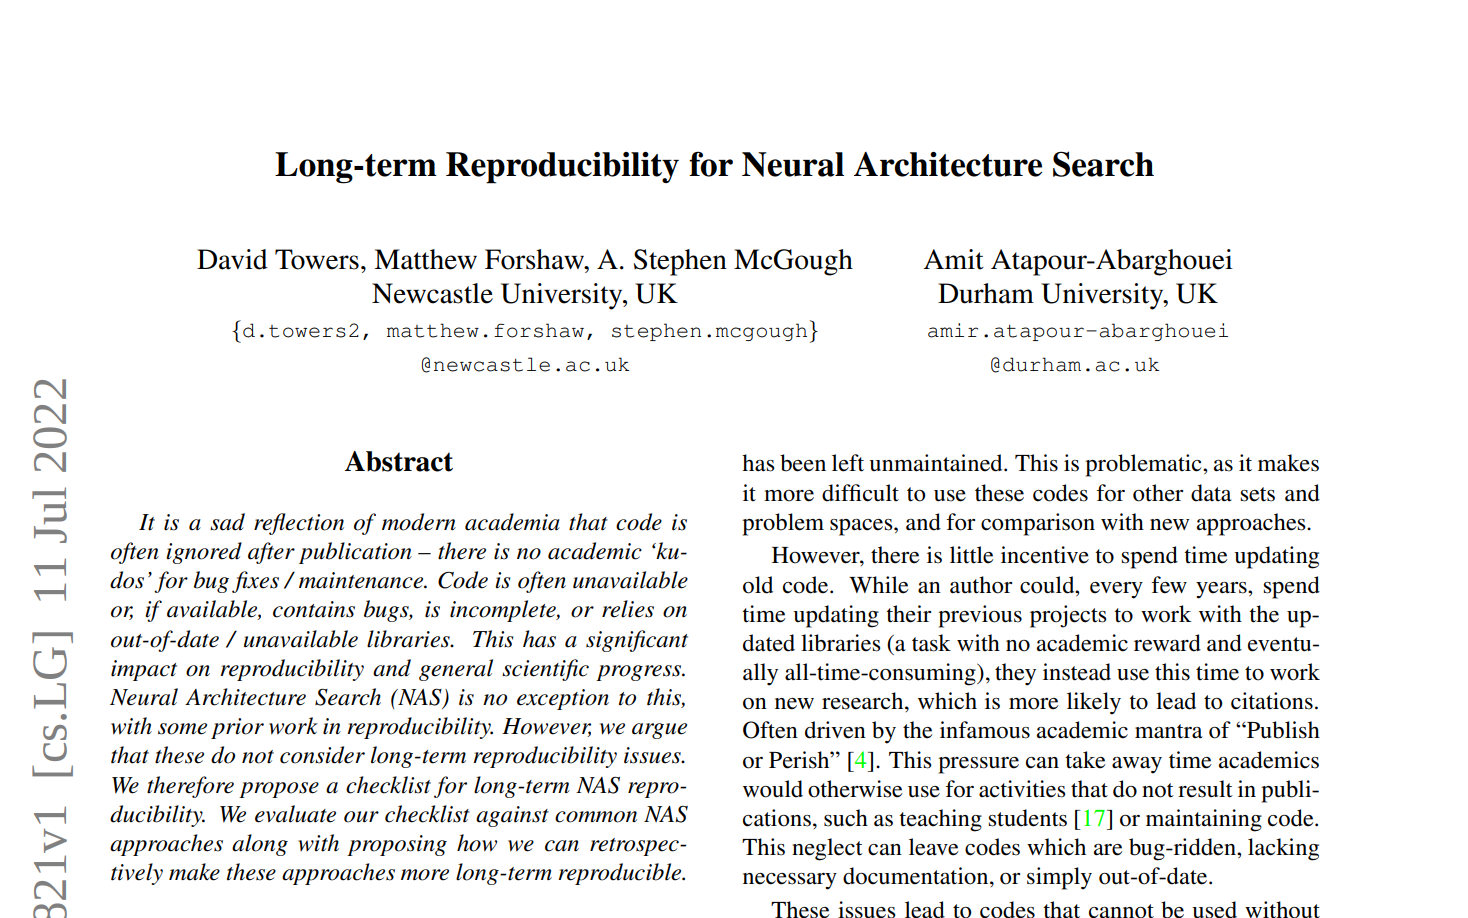 Long-term Reproducibility for Neural Architecture Search
David Towers, Matthew Forshaw, A. Stephen McGough
Newcastle University, UK
{d.towers2, matthew.forshaw, stephen.mcgough}
@newcastle.ac.uk
Amit Atapour-Abarghouei
Durham University, UK
amir.atapour-abarghouei
@durham.ac.uk
Abstract
It is a sad reflection of modern academia that code is
often ignored after publication – there is no academic ‘ku-
dos’ for bug fixes / maintenance. Code is often unavailable
or, if available, contains bugs, is incomplete, or relies on
out-of-date / unavailable libraries. This has a significant
impact on reproducibility and general scientific progress.
Neural Architecture Search (NAS) is no exception to this,
with some prior work in reproducibility. However, we argue
that these do not consider long-term reproducibility issues.
We therefore propose a checklist for long-term NAS repro-
ducibility. We evaluate our checklist against common NAS
approaches along with proposing how we can retrospec-
tively make these approaches more long-term reproducible.
has been left unmaintained. This is problematic, as it makes
it more difficult to use these codes for other data sets and
problem spaces, and for comparison with new approaches.
However, there is little incentive to spend time updating
old code. While an author could, every few years, spend
time updating their previous projects to work with the up-
dated libraries (a task with no academic reward and eventu-
ally all-time-consuming), they instead use this time to work
on new research, which is more likely to lead to citations.
Often driven by the infamous academic mantra of “Publish
or Perish” [4]. This pressure can take away time academics
would otherwise use for activities that do not result in publi-
cations, such as teaching students [17] or maintaining code.
This neglect can leave codes which are bug-ridden, lacking
necessary documentation, or simply out-of-date.
These issues lead to codes that cannot be used without
321v1 [cs.LG] 11 Jul 2022